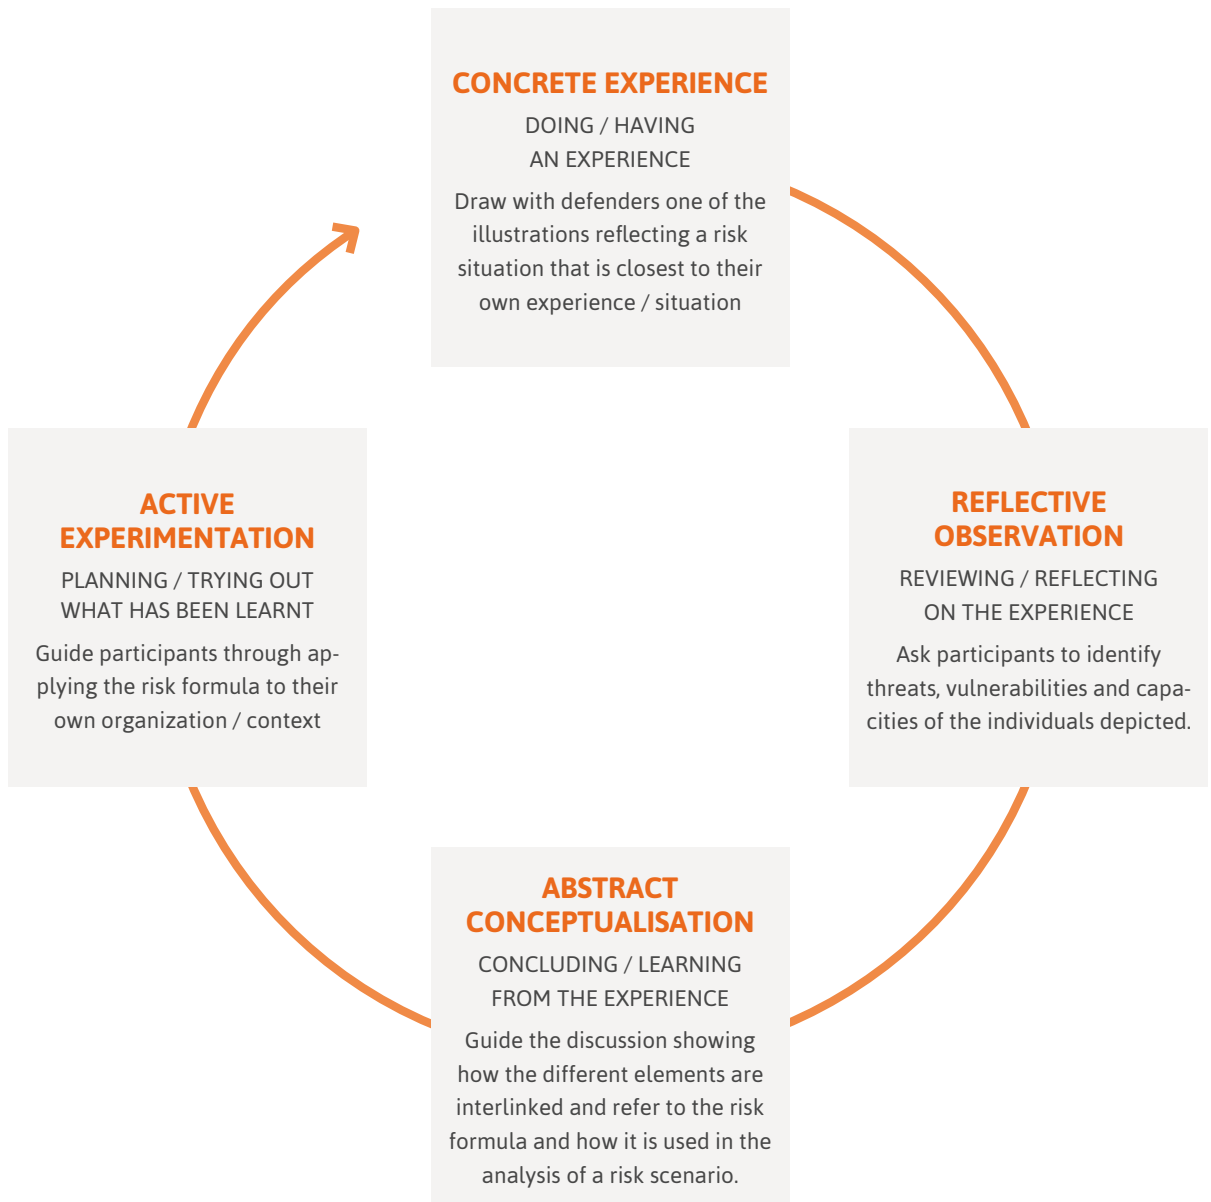 CONCRETE EXPERIENCE
DOING / HAVING
AN EXPERIENCE
Draw with defenders one of the
illustrations reflecting a risk
situation that is closest to their
own experience / situation
ACTIVE
EXPERIMENTATION
PLANNING / TRYING OUT
WHAT HAS BEEN LEARNT
Guide participants through ap-
plying the risk formula to their
own organization / context
REFLECTIVE
OBSERVATION
REVIEWING / REFLECTING
ON THE EXPERIENCE
Ask participants to identify
threats, vulnerabilities and capa-
cities of the individuals depicted.
ABSTRACT
CONCEPTUALISATION
CONCLUDING / LEARNING
FROM THE EXPERIENCE
Guide the discussion showing
how the different elements are
interlinked and refer to the risk
formula and how it is used in the
analysis of a risk scenario.